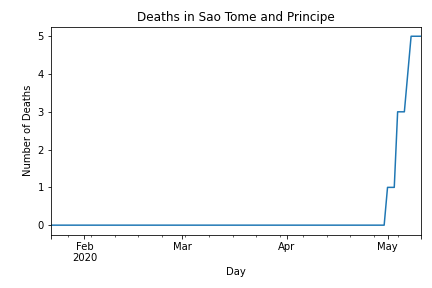 Deaths in Sao Tome and Principe
Number of Deaths
5
4
3
2
1
0
Feb
2020
Mar
Apr
May
Day